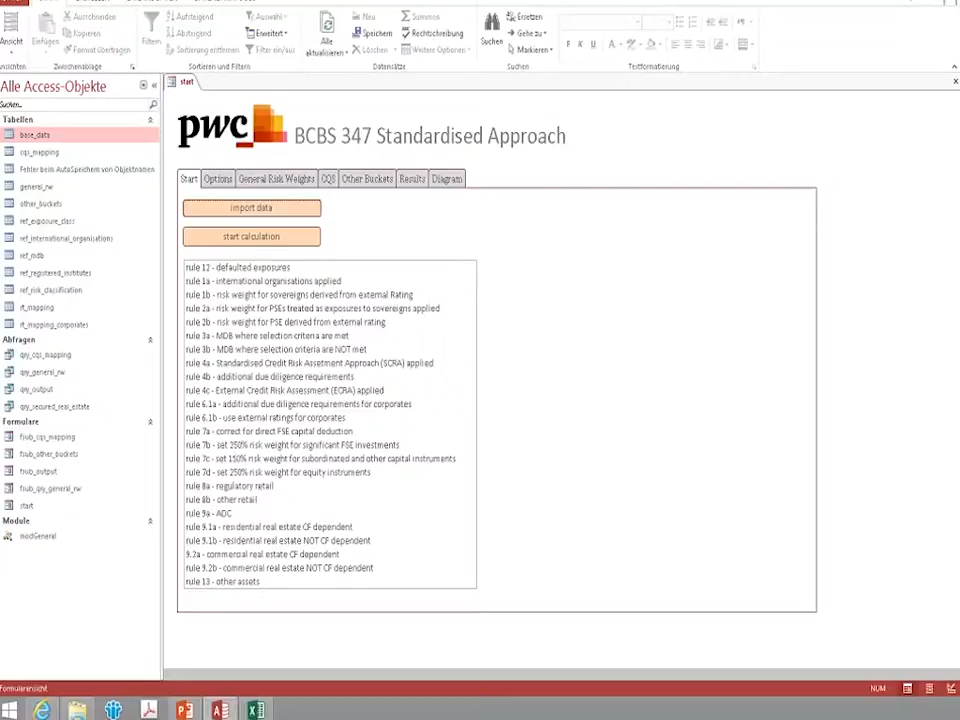 Ausschneiden
Aufsteigend
Auswahl
Neu
Summen
Ersetzen
Kopieren
Absteigend
Erweitert
Speichern
Rechtschreibung
Gehe zu
Ansicht
Einfügen
Format übertragen
Filtern
Sortierung entfernen
Filter ein/aus
Alle
aktualisieren
Löschen
Weitere Optionen
Suchen
Markieren
F K U
Zwischenablage
Sortieren und Filtern
Datensätze
Suchen
Textformatierung
Alle Access-Objekte
start
Suchen...
Tabellen
base_data
cqs_mapping
Fehler beim AutoSpeichern von Objektnamen
general_rw
other_buckets
ref_exposure_class
ref_international_organisations
ref_mdb
ref_registered_institutes
ref_risk_classification
rt_mapping
rt_mapping_corporates
Abfragen
qry_cqs_mapping
qry_general_rw
qry_output
qry_secured_real_estate
Formulare
fsub_cqs_mapping
fsub_other_buckets
fsub_output
fsub_qry_general_rw
start
Module
modGeneral
pwc
BCBS 347 Standardised Approach
Start Options General Risk Weights CQS Other Buckets Results Diagram
import data
start calculation
rule 12 - defaulted exposures
rule 1a - international organisations applied
rule 1b - risk weight for sovereigns derived from external Rating
rule 2a - risk weight for PSEs treated as exposures to sovereigns applied
rule 2b - risk weight for PSE derived from external rating
rule 3a - MDB where selection criteria are met
rule 3b - MDB where selection criteria are NOT met
rule 4a - Standardised Credit Risk Assetment Approach (SCRA) applied
rule 4b - additional due diligence requirements
rule 4c - External Credit Risk Assessment (ECRA) applied
rule 6.1a - additional due diligence requirements for corporates
rule 6.1b - use external ratings for corporates
rule 7a - correct for direct FSE capital deduction
rule 7b - set 250% risk weight for significant FSE investments
rule 7c - set 150% risk weight for subordinated and other capital instruments
rule 7d - set 250% risk weight for equity instruments
rule 8a - regulatory retail
rule 8b - other retail
rule 9a - ADC
rule 9.1a - residential real estate CF dependent
rule 9.1b - residential real estate NOT CF dependent
9.2a - commercial real estate CF dependent
rule 9.2b - commercial real estate NOT CF dependent
rule 13 - other assets
Formularansicht
NUM